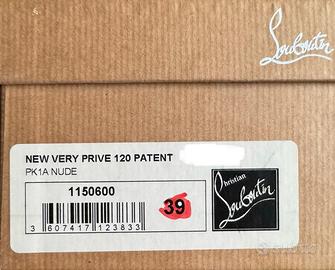 Louboutin
NEW VERY PRIVE 120 PATENT
PK1A NUDE
1150600
39
3 607417 123833
Christian
Louboutin